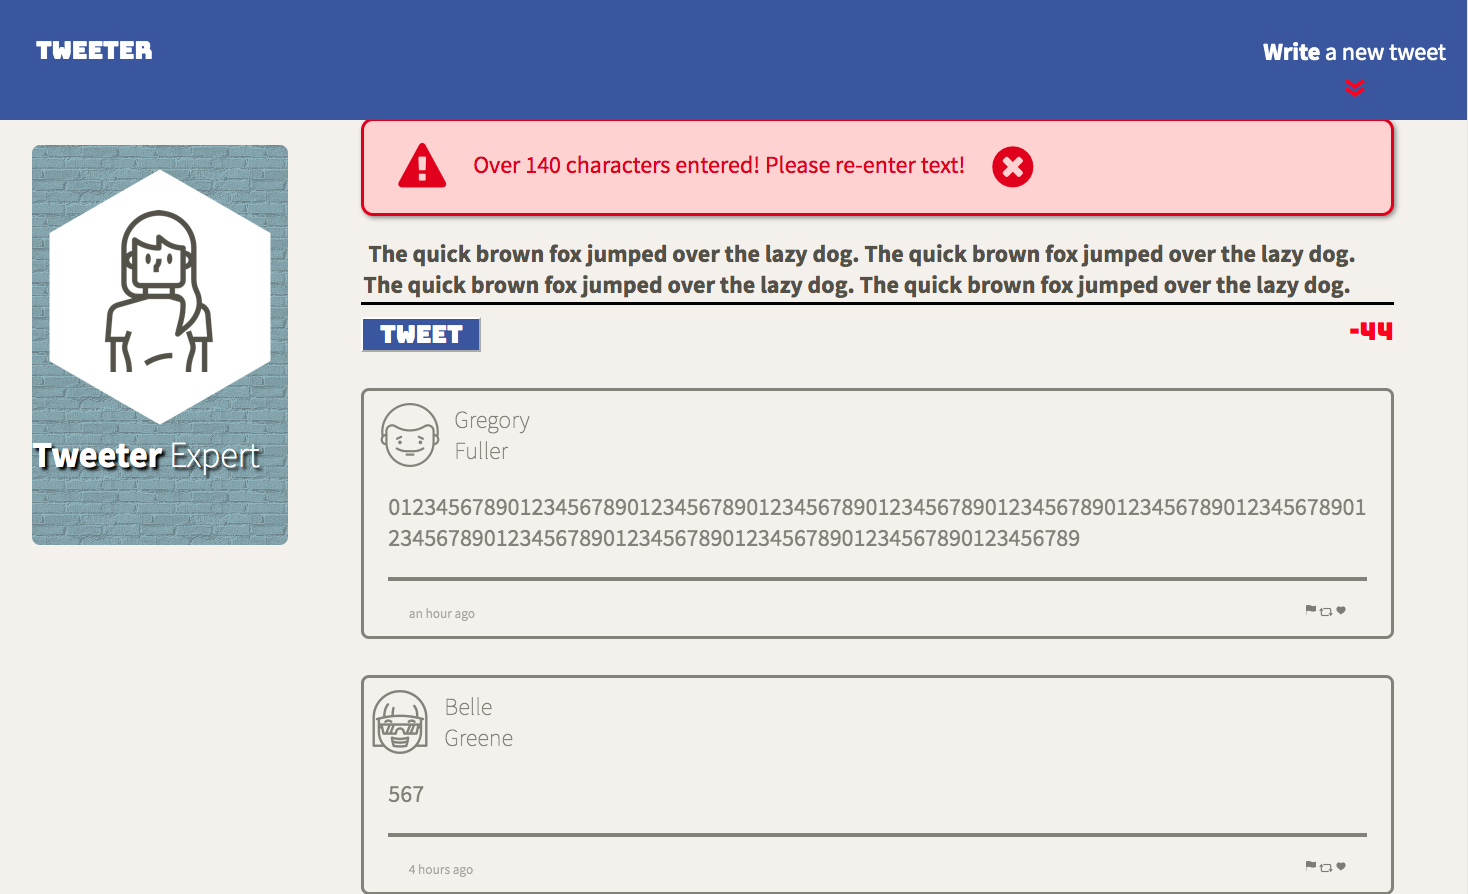 TWEETER
Write a new tweet
Over 140 characters entered! Please re-enter text!
The quick brown fox jumped over the lazy dog. The quick brown fox jumped over the lazy dog.
The quick brown fox jumped over the lazy dog. The quick brown fox jumped over the lazy dog.
TWEET
-44
Tweeter Expert
Gregory
Fuller
0123456789012345678901234567890123456789012345678901234567890123456789012345678901
2345678901234567890123456789012345678901234567890123456789
an hour ago
Belle
Greene
567
4 hours ago